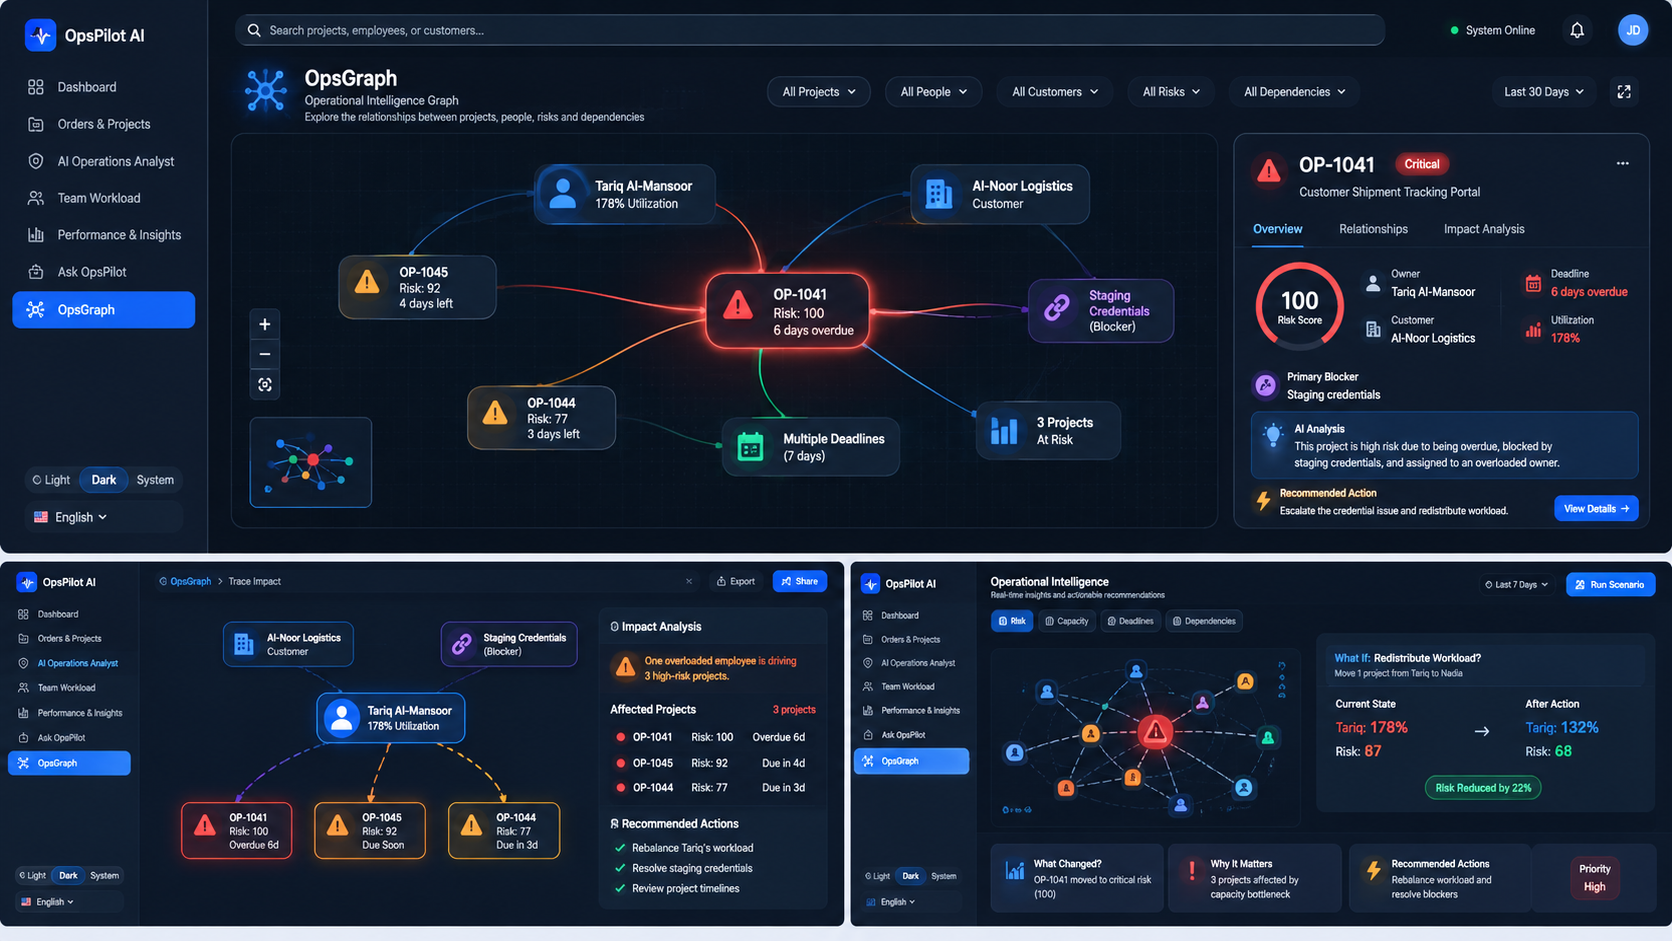 OpsPilot AI
Dashboard
Orders & Projects
AI Operations Analyst
Team Workload
Performance & Insights
Ask OpsPilot
OpsGraph
Light Dark System
English
Search projects, employees, or customers...
System Online
JD
OpsGraph
Operational Intelligence Graph
Explore the relationships between projects, people, risks and dependencies
All Projects
All People
All Customers
All Risks
All Dependencies
Last 30 Days
Tariq Al-Mansoor
178% Utilization
Al-Noor Logistics
Customer
OP-1045
Risk: 92
4 days left
OP-1041
Risk: 100
6 days overdue
Staging
Credentials
(Blocker)
OP-1044
Risk: 77
3 days left
Multiple Deadlines
(7 days)
3 Projects
At Risk
+
−
OP-1041
Critical
...
Customer Shipment Tracking Portal
Overview
Relationships
Impact Analysis
100
Risk Score
Owner
Tariq Al-Mansoor
Deadline
6 days overdue
Customer
Al-Noor Logistics
Utilization
178%
Primary Blocker
Staging credentials
AI Analysis
This project is high risk due to being overdue, blocked by
staging credentials, and assigned to an overloaded owner.
Recommended Action
Escalate the credential issue and redistribute workload.
View Details →
OpsPilot AI
Dashboard
Orders & Projects
AI Operations Analyst
Team Workload
Performance & Insights
Ask OpsPilot
OpsGraph
Light Dark System
English
OpsGraph > Trace Impact
×
Export
Share
Al-Noor Logistics
Customer
Staging Credentials
(Blocker)
Tariq Al-Mansoor
178% Utilization
OP-1041
Risk: 100
Overdue 6d
OP-1045
Risk: 92
Due Soon
OP-1044
Risk: 77
Due in 3d
Impact Analysis
One overloaded employee is driving
3 high-risk projects.
Affected Projects 3 projects
OP-1041 Risk: 100 Overdue 6d
OP-1045 Risk: 92 Due in 4d
OP-1044 Risk: 77 Due in 3d
Recommended Actions
Rebalance Tariq's workload
Resolve staging credentials
Review project timelines
OpsPilot AI
Dashboard
Orders & Projects
AI Operations Analyst
Team Workload
Performance & Insights
Ask OpsPilot
OpsGraph
Light Dark System
English
Operational Intelligence
Real-time insights and actionable recommendations
Last 7 Days
Run Scenario
Risk
Capacity
Deadlines
Dependencies
What If: Redistribute Workload?
Move 1 project from Tariq to Nadia
Current State
Tariq: 178%
Risk: 87
→
After Action
Tariq: 132%
Risk: 68
Risk Reduced by 22%
What Changed?
OP-1041 moved to critical risk
(100)
Why It Matters
3 projects affected by
capacity bottleneck
Recommended Actions
Rebalance workload and
resolve blockers
Priority
High